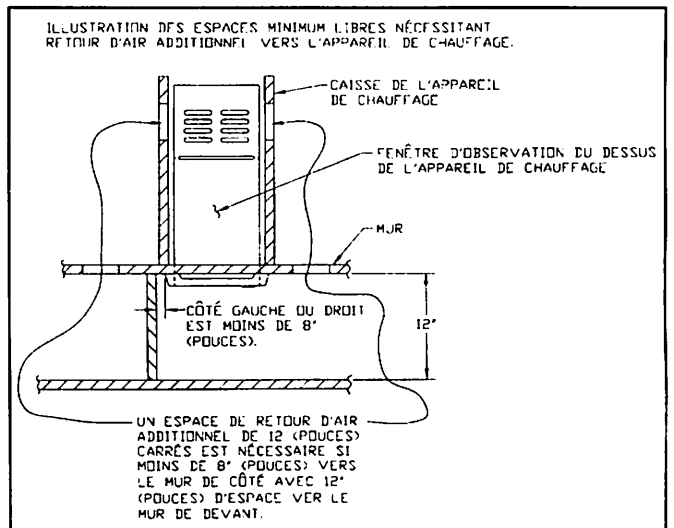 ILLUSTRATION DES ESPACES MINIMUM LIBRES NÉCESSITANT
RETOUR D'AIR ADDITIONNEL VERS L'APPAREIL DE CHAUFFAGE.
CAISSE DE L'APPAREIL
DE CHAUFFAGE
FENÊTRE D'OBSERVATION DU DESSUS
DE L'APPAREIL DE CHAUFFAGE
MUR
CÔTÉ GAUCHE OU DROIT
EST MOINS DE 8"
(POUCES).
12"
UN ESPACE DE RETOUR D'AIR
ADDITIONNEL DE 12 (POUCES)
CARRÉS EST NÉCESSAIRE SI
MOINS DE 8" (POUCES) VERS
LE MUR DE CÔTÉ AVEC 12"
(POUCES) D'ESPACE VER LE
MUR DE DEVANT.